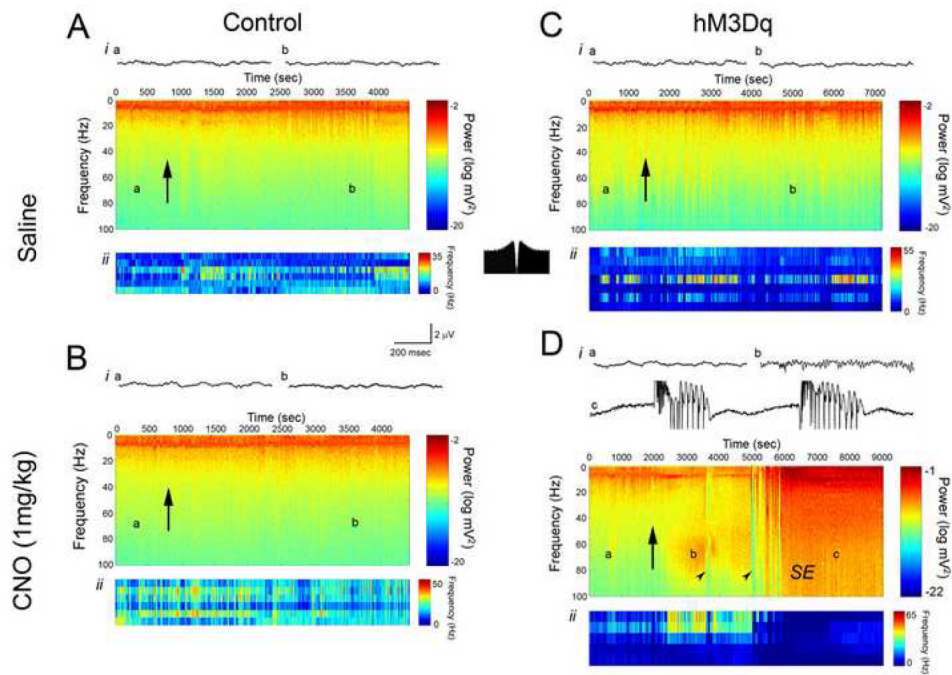 Control
hM3Dq
Saline
CNO (1mg/kg)
A
i a b
Time (sec)
0 500 1000 1500 2000 2500 3000 3500 4000
Frequency (Hz)
0
20
40
60
80
100
a b
-2
Power (log mV²)
-20
ii
35
Frequency (Hz)
0
2 μV
200 msec
B
i a b
Time (sec)
0 500 1000 1500 2000 2500 3000 3500 4000
Frequency (Hz)
0
20
40
60
80
100
a b
-2
Power (log mV²)
-20
ii
50
Frequency (Hz)
0
C
i a b
Time (sec)
0 1000 2000 3000 4000 5000 6000 7000
Frequency (Hz)
0
20
40
60
80
100
a b
-2
Power (log mV²)
-20
ii
55
Frequency (Hz)
0
D
i a b
c
Time (sec)
0 1000 2000 3000 4000 5000 6000 7000 8000 9000
Frequency (Hz)
0
20
40
60
80
100
a b c
SE
-1
Power (log mV²)
-22
ii
65
Frequency (Hz)
0